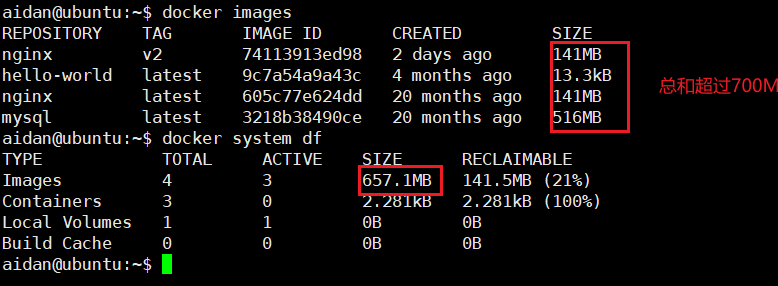 aidan@ubuntu:~$ docker images
REPOSITORY TAG IMAGE ID CREATED SIZE
nginx v2 74113913ed98 2 days ago 141MB
hello-world latest 9c7a54a9a43c 4 months ago 13.3kB
nginx latest 605c77e624dd 20 months ago 141MB
mysql latest 3218b38490ce 20 months ago 516MB
总和超过700M
aidan@ubuntu:~$ docker system df
TYPE TOTAL ACTIVE SIZE RECLAIMABLE
Images 4 3 657.1MB 141.5MB (21%)
Containers 3 0 2.281kB 2.281kB (100%)
Local Volumes 1 1 0B 0B
Build Cache 0 0 0B 0B
aidan@ubuntu:~$